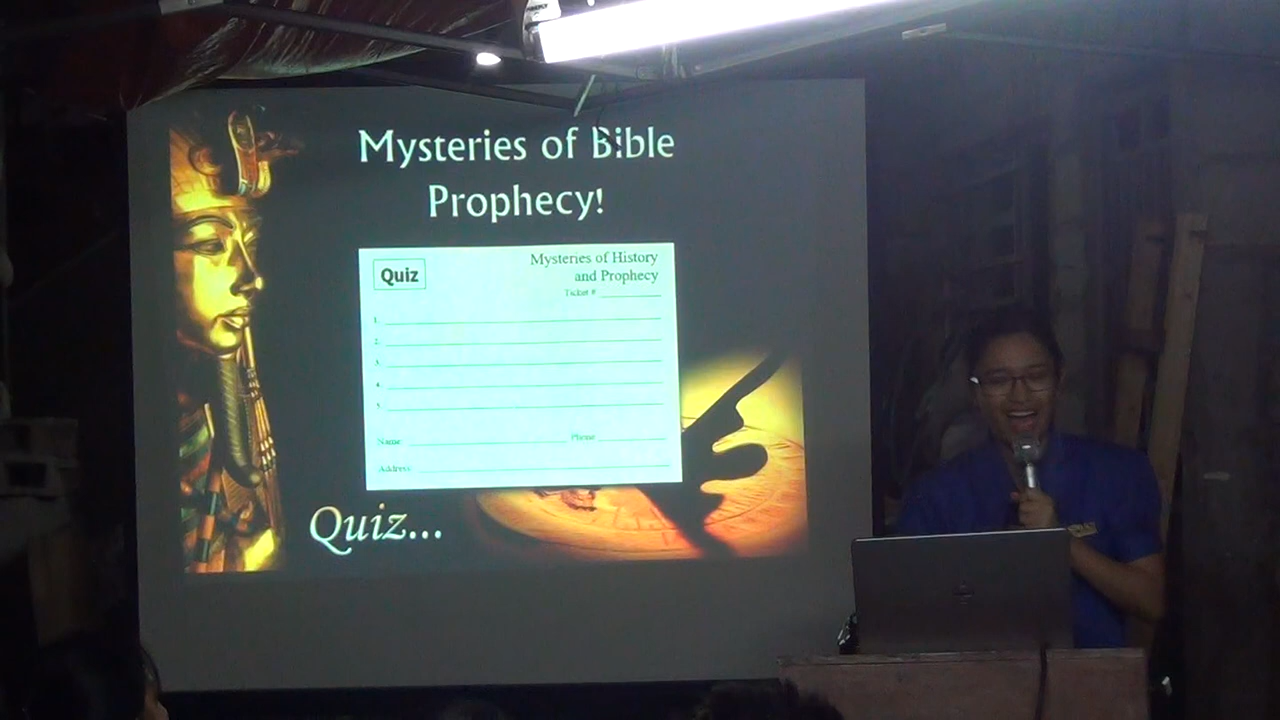 Mysteries of Bible
Prophecy!
Quiz
Mysteries of History
and Prophecy
Ticket #
1.
2.
3.
4.
5.
Name:
Phone
Address:
Quiz...